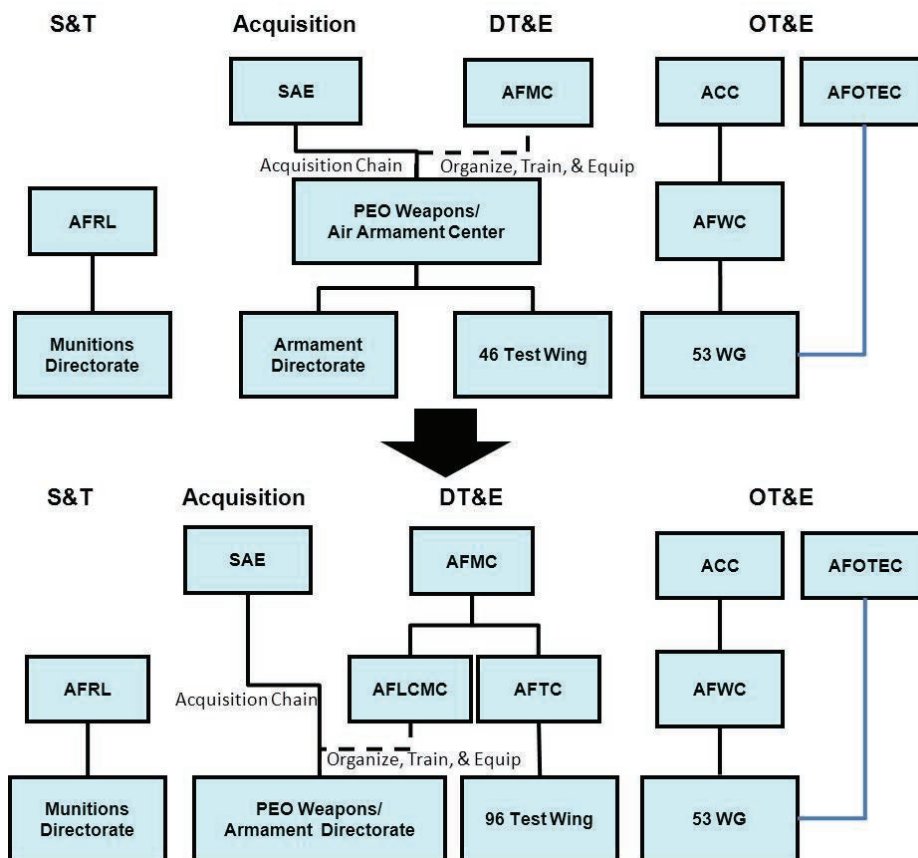 S&T
Acquisition
DT&E
OT&E
SAE
AFMC
ACC
AFOTEC
Acquisition Chain
Organize, Train, & Equip
AFRL
PEO Weapons/
Air Armament Center
AFWC
Munitions
Directorate
Armament
Directorate
46 Test Wing
53 WG
S&T
Acquisition
DT&E
OT&E
SAE
AFMC
ACC
AFOTEC
AFRL
AFLCMC
AFTC
AFWC
Acquisition Chain
Organize, Train, & Equip
Munitions
Directorate
PEO Weapons/
Armament Directorate
96 Test Wing
53 WG